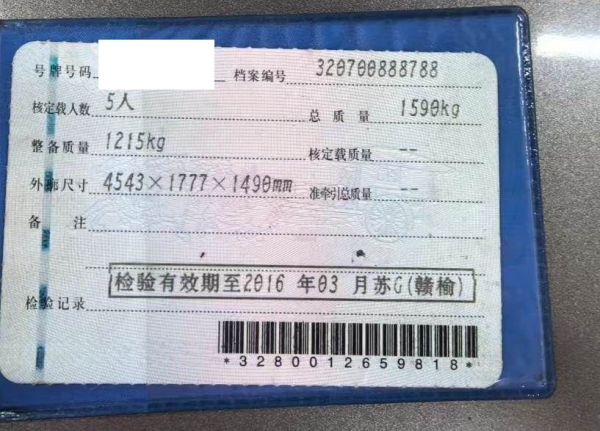 号牌号码 档案编号 320700888788
核定载人数 5人 总质量 1590kg
整备质量 1215kg 核定载质量 --
外廓尺寸 4543×1777×1490mm 准牵引总质量 --
备注
检验记录 检验有效期至2016 年03 月苏G(赣榆)
*3280012659818*